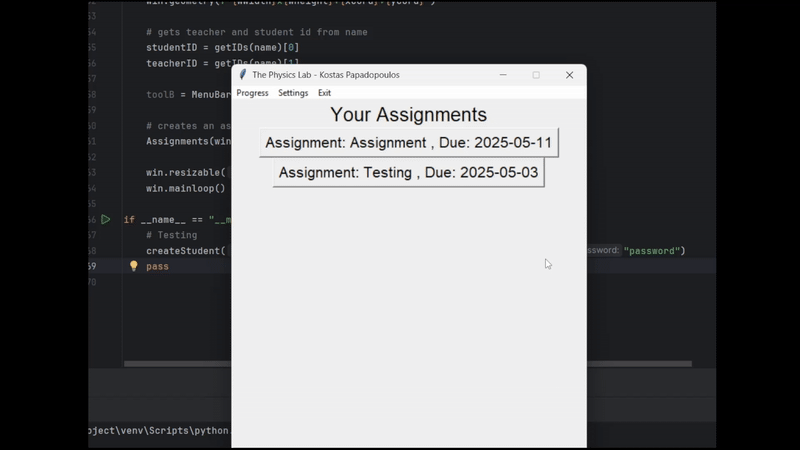 win.geometry(f"{wwidth}x{wheight}+{xcord}+{ycord}")
# gets teacher and student id from name
studentID = getIDs(name)[0]
teacherID = getIDs(name)[1]
The Physics Lab - Kostas Papadopoulos
Progress Settings Exit
toolB = MenuBar
Your Assignments
# creates an as
Assignments(win
Assignment: Assignment , Due: 2025-05-11
Assignment: Testing , Due: 2025-05-03
win.resizable(
win.mainloop()
if __name__ == "__m
# Testing
createStudent( ssword: "password")
pass
oject\venv\Scripts\python.